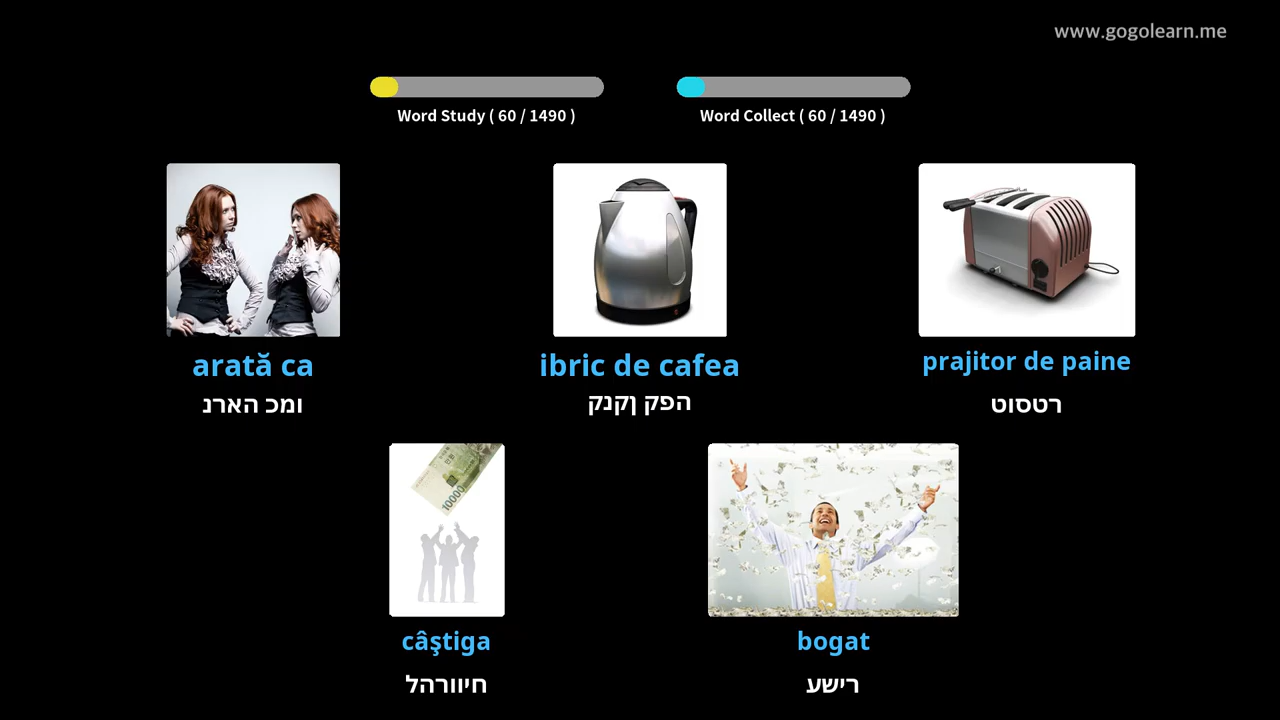 www.gogolearn.me
Word Study ( 60 / 1490 )
Word Collect ( 60 / 1490 )
arată ca
ומכ הארנ
ibric de cafea
הפק ןקנק
prajitor de paine
רטסוט
câştiga
חיוורהל
bogat
רישע